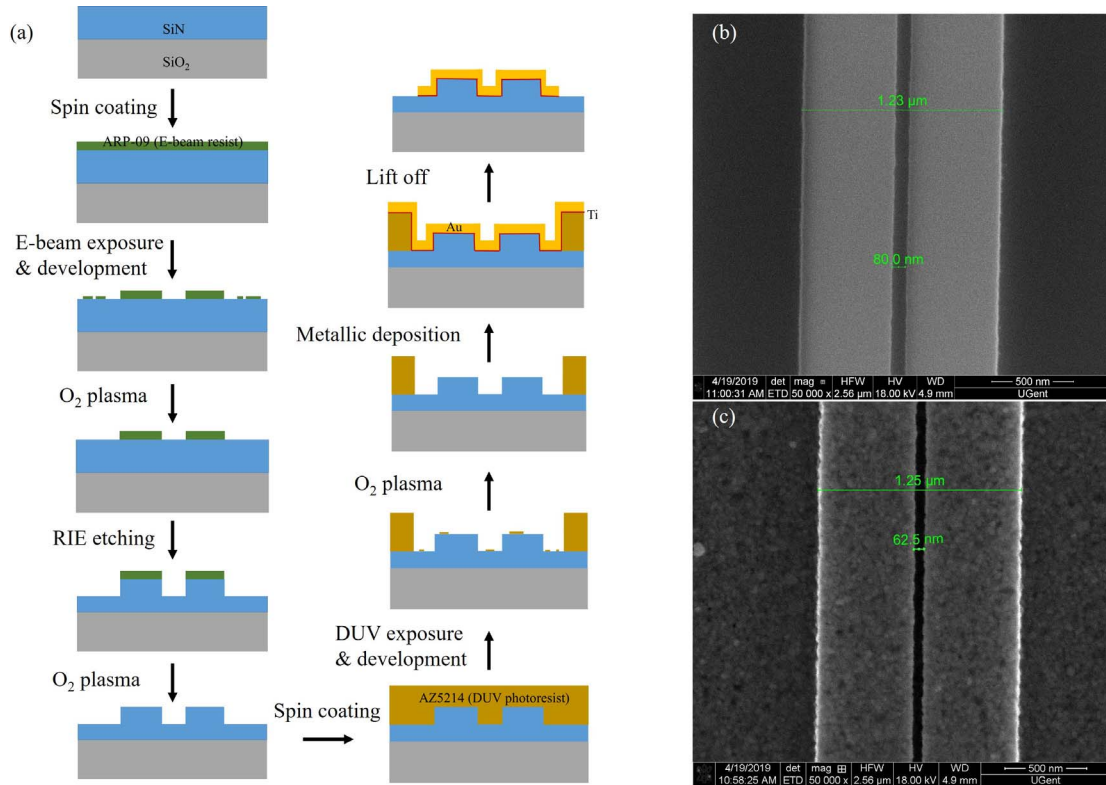 (a)
SiN
SiO2
Spin coating
ARP-09 (E-beam resist)
E-beam exposure
& development
O2 plasma
RIE etching
O2 plasma
Spin coating
AZ5214 (DUV photoresist)
DUV exposure
& development
O2 plasma
Metallic deposition
Au
Ti
Lift off
(b)
1.23 µm
80.0 nm
4/19/2019 det mag HFW HV WD 500 nm
11:00:31 AM ETD 50 000 x 2.56 µm 18.00 kV 4.9 mm UGent
(c)
1.25 µm
62.5 nm
4/19/2019 det mag HFW HV WD 500 nm
10:58:25 AM ETD 50 000 x 2.56 µm 18.00 kV 4.9 mm UGent